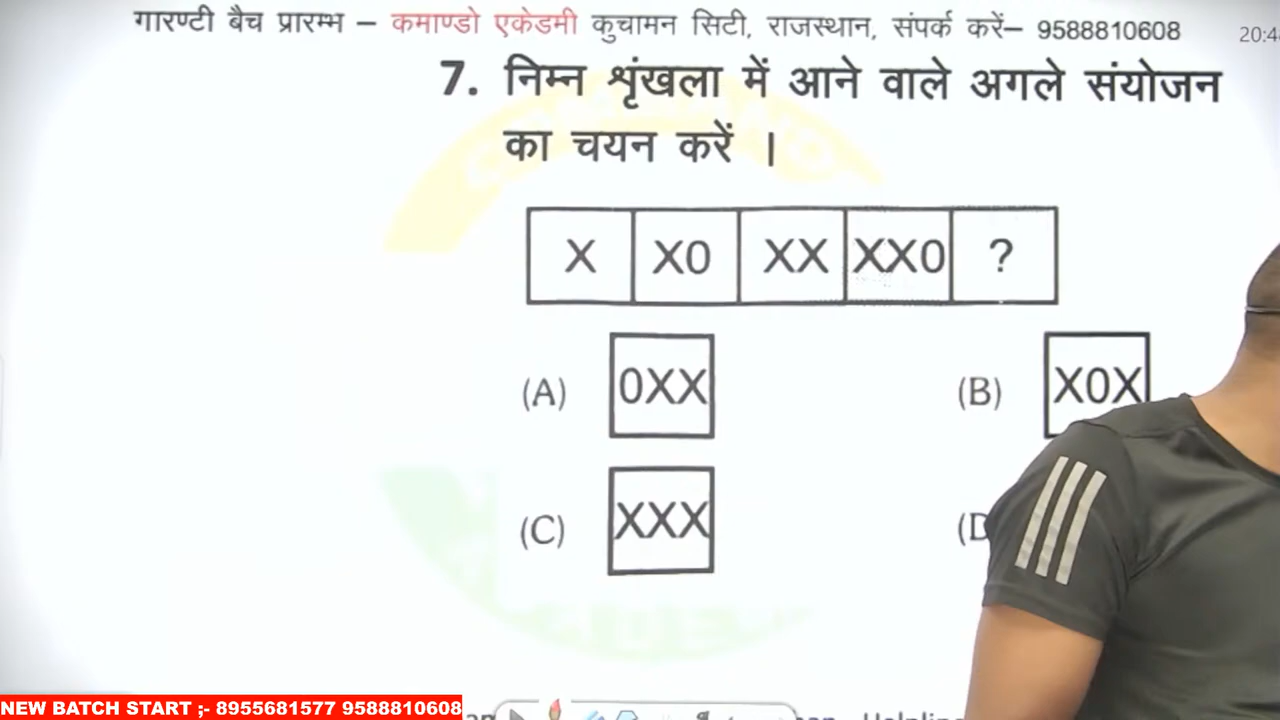 गारण्टी बैच प्रारम्भ – कमाण्डो एकेडमी कुचामन सिटी, राजस्थान, संपर्क करें– 9588810608
7. निम्न शृंखला में आने वाले अगले संयोजन
का चयन करें ।
X X0 XX XX0 ?
(A) 0XX (B) X0X
(C) XXX
NEW BATCH START ;- 8955681577 9588810608